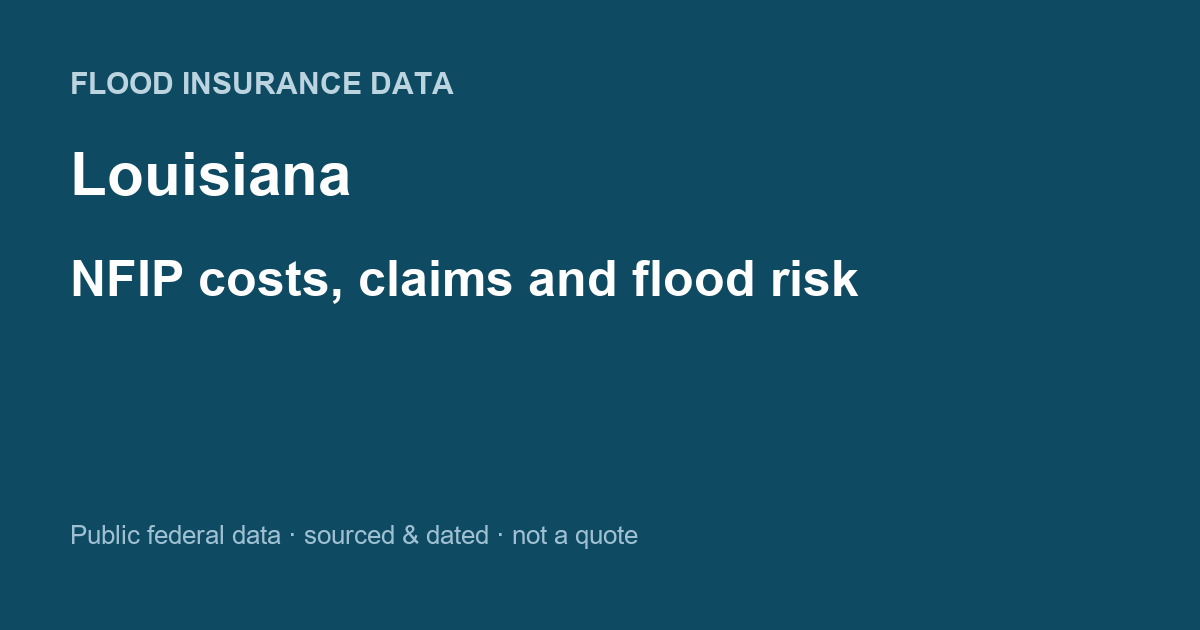 FLOOD INSURANCE DATA
Louisiana
NFIP costs, claims and flood risk
Public federal data · sourced & dated · not a quote